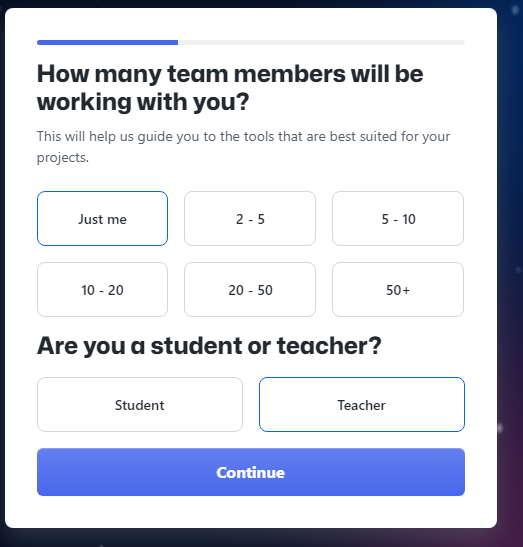 How many team members will be
working with you?
This will help us guide you to the tools that are best suited for your
projects.
Just me
2 - 5
5 - 10
10 - 20
20 - 50
50+
Are you a student or teacher?
Student
Teacher
Continue